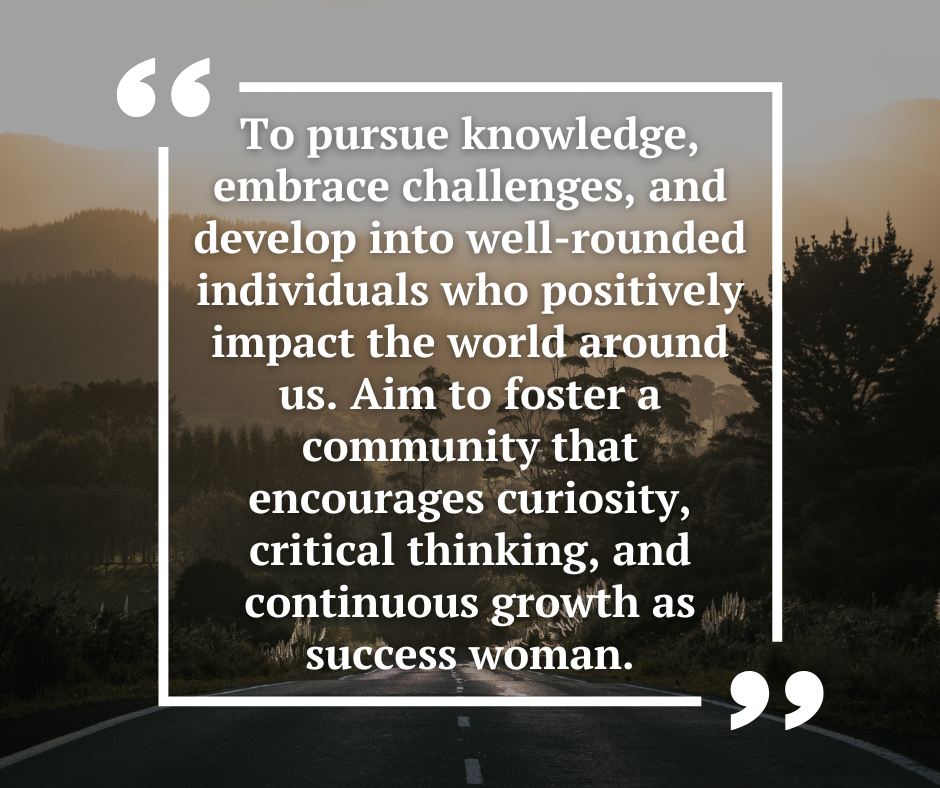 “
To pursue knowledge,
embrace challenges, and
develop into well-rounded
individuals who positively
impact the world around
us. Aim to foster a
community that
encourages curiosity,
critical thinking, and
continuous growth as
success woman.
”